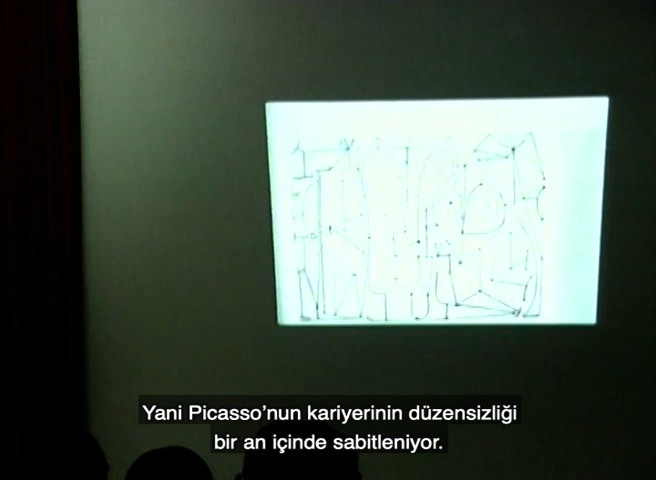 Yani Picasso'nun kariyerinin düzensizliği
bir an içinde sabitleniyor.